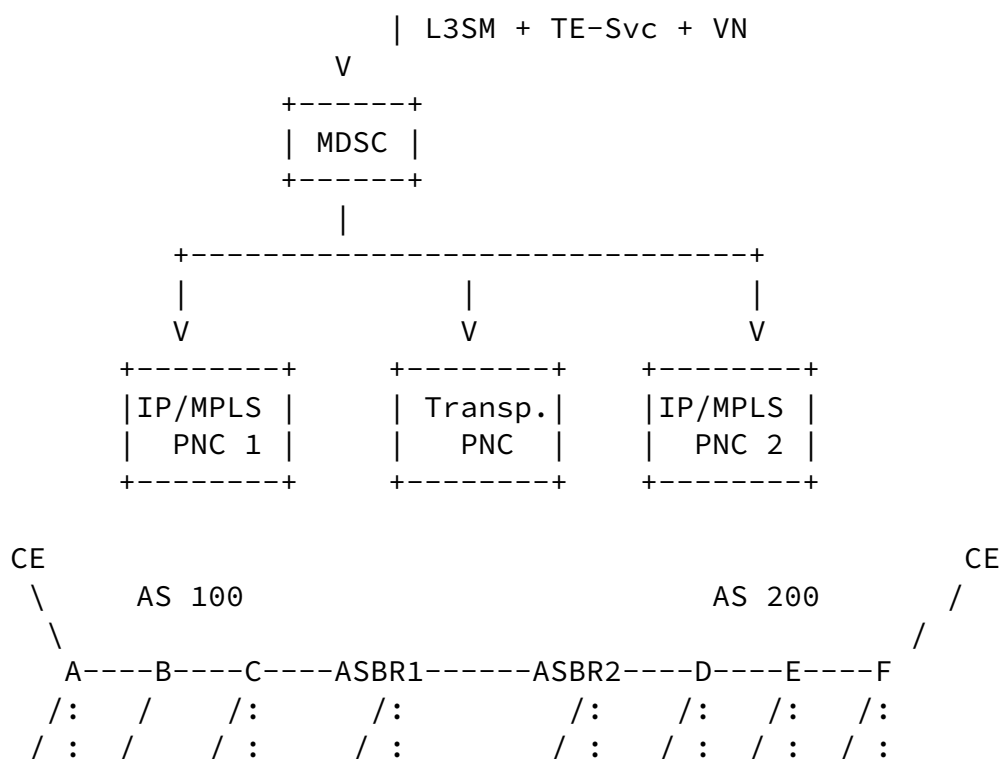 | L3SM + TE-Svc + VN
V
+------+
| MDSC |
+------+
|
+-------------------------------+
| | |
V V V
+--------+ +--------+ +--------+
|IP/MPLS | | Transp.| |IP/MPLS |
| PNC 1 | | PNC | | PNC 2 |
+--------+ +--------+ +--------+
CE CE
\ AS 100 AS 200 /
\ /
A----B----C----ASBR1------ASBR2----D----E----F
/: / /: /: /: /: /: /:
/ : / / : / : / : / : / : / :